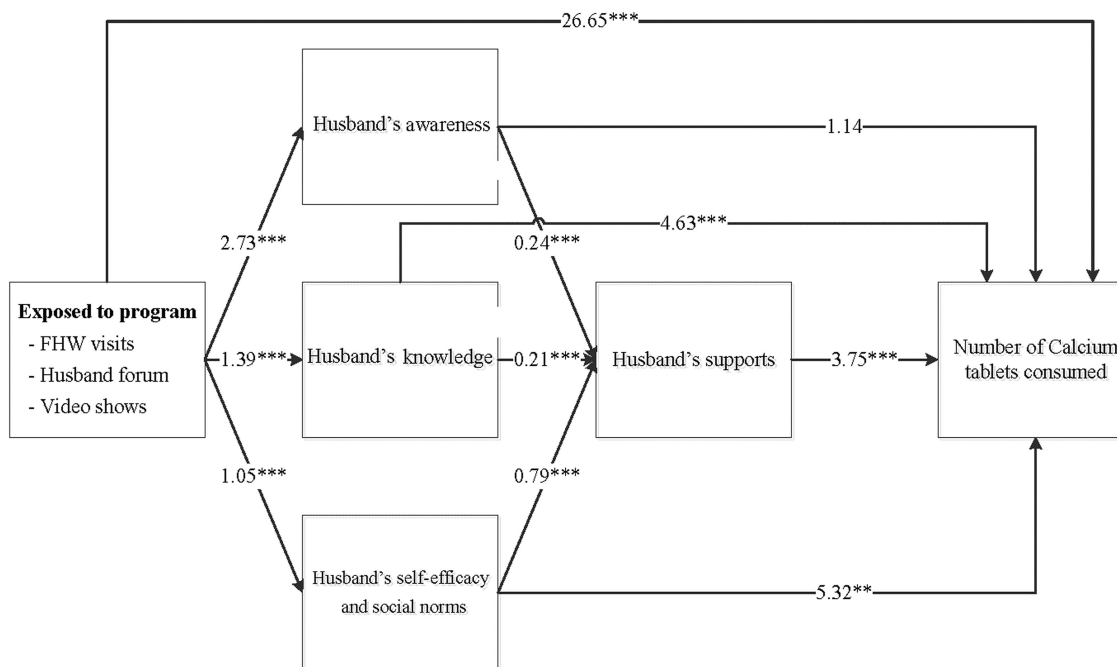 26.65***
Husband's awareness
1.14
4.63***
2.73***
0.24***
Exposed to program
- FHW visits
- Husband forum
- Video shows
1.39***
Husband's knowledge
0.21***
Husband's supports
3.75***
Number of Calcium
tablets consumed
1.05***
0.79***
Husband's self-efficacy
and social norms
5.32**